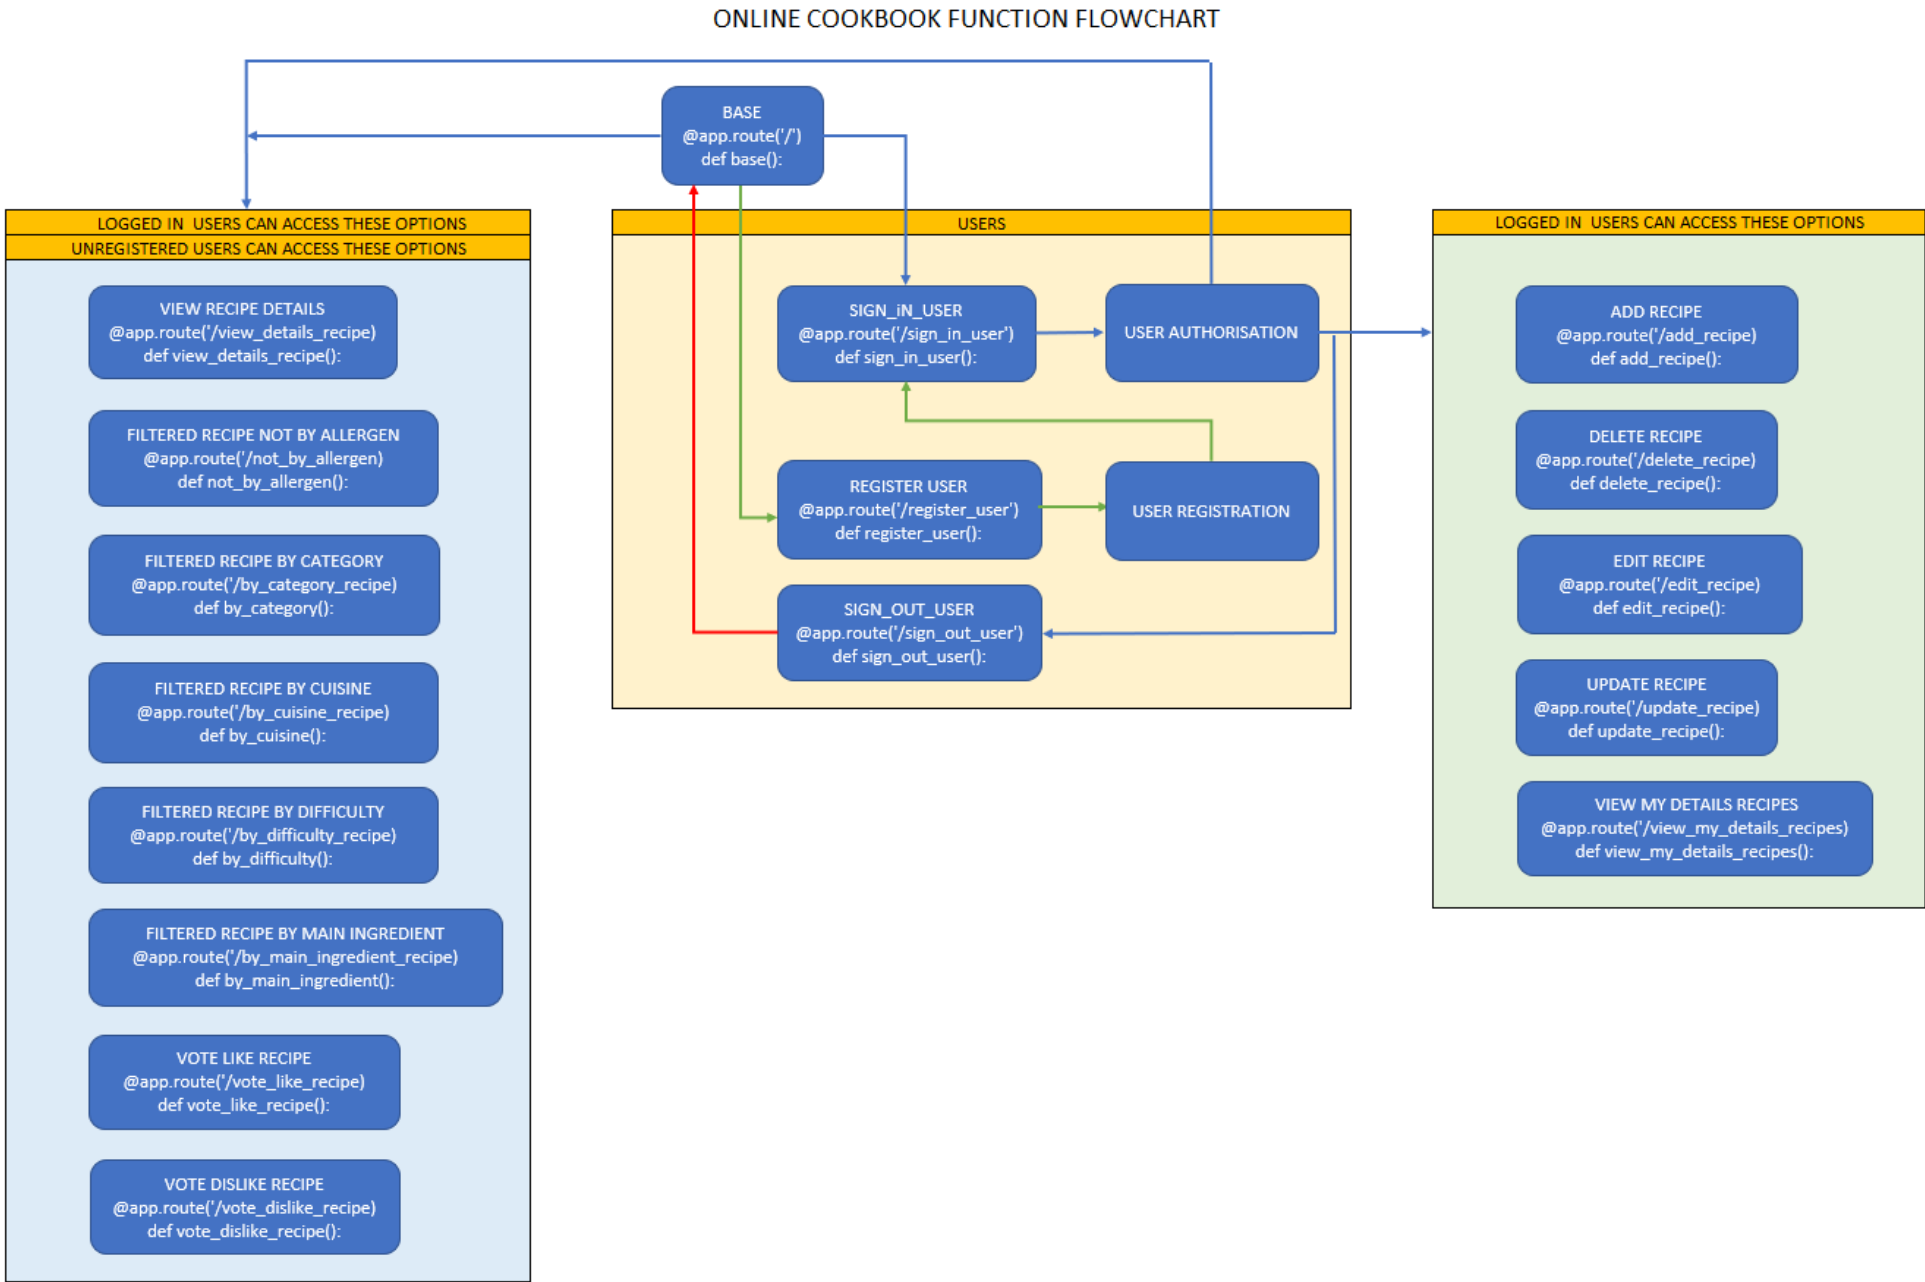 ONLINE COOKBOOK FUNCTION FLOWCHART
BASE
@app.route('/')
def base():
LOGGED IN  USERS CAN ACCESS THESE OPTIONS
UNREGISTERED USERS CAN ACCESS THESE OPTIONS
VIEW RECIPE DETAILS
@app.route('/view_details_recipe)
def view_details_recipe():
FILTERED RECIPE NOT BY ALLERGEN
@app.route('/not_by_allergen)
def not_by_allergen():
FILTERED RECIPE BY CATEGORY
@app.route('/by_category_recipe)
def by_category():
FILTERED RECIPE BY CUISINE
@app.route('/by_cuisine_recipe)
def by_cuisine():
FILTERED RECIPE BY DIFFICULTY
@app.route('/by_difficulty_recipe)
def by_difficulty():
FILTERED RECIPE BY MAIN INGREDIENT
@app.route('/by_main_ingredient_recipe)
def by_main_ingredient():
VOTE LIKE RECIPE
@app.route('/vote_like_recipe)
def vote_like_recipe():
VOTE DISLIKE RECIPE
@app.route('/vote_dislike_recipe)
def vote_dislike_recipe():
USERS
SIGN_iN_USER
@app.route('/sign_in_user')
def sign_in_user():
USER AUTHORISATION
REGISTER USER
@app.route('/register_user')
def register_user():
USER REGISTRATION
SIGN_OUT_USER
@app.route('/sign_out_user')
def sign_out_user():
LOGGED IN  USERS CAN ACCESS THESE OPTIONS
ADD RECIPE
@app.route('/add_recipe)
def add_recipe():
DELETE RECIPE
@app.route('/delete_recipe)
def delete_recipe():
EDIT RECIPE
@app.route('/edit_recipe)
def edit_recipe():
UPDATE RECIPE
@app.route('/update_recipe)
def update_recipe():
VIEW MY DETAILS RECIPES
@app.route('/view_my_details_recipes)
def view_my_details_recipes():